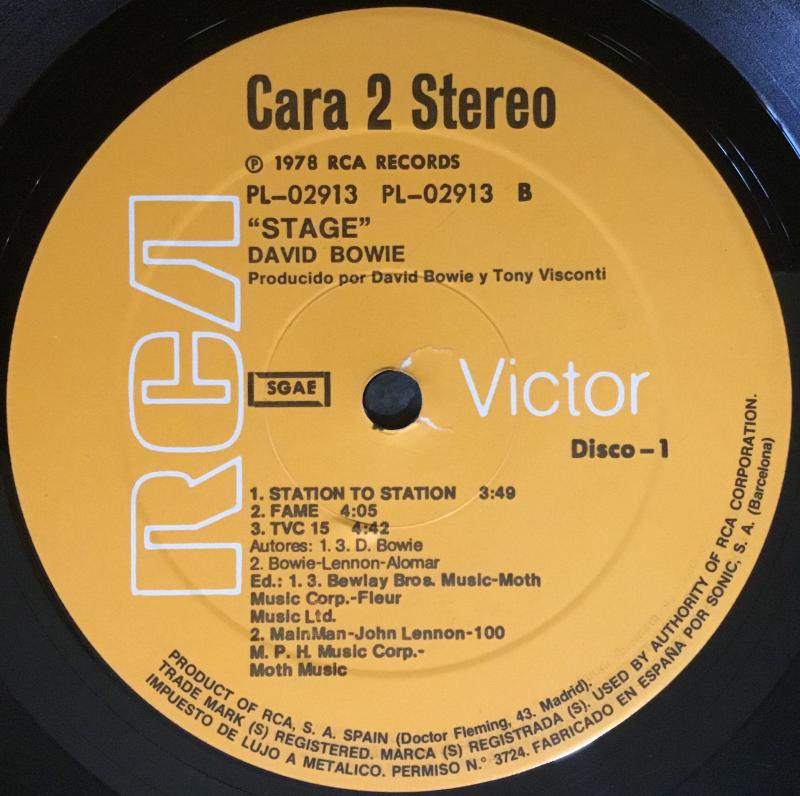 Cara 2 Stereo
℗ 1978 RCA RECORDS
PL-02913 PL-02913 B
"STAGE"
DAVID BOWIE
Producido por David Bowie y Tony Visconti
RCA
SGAE
Victor
Disco-1
1. STATION TO STATION 3:49
2. FAME 4:05
3. TVC 15 4:42
Autores: 1. 3. D. Bowie
2. Bowie-Lennon-Alomar
Ed.: 1. 3. Bewlay Bros. Music-Moth
Music Corp.-Fleur
Music Ltd.
2. MainMan-John Lennon-100
M. P. H. Music Corp.-
Moth Music
PRODUCT OF RCA, S. A. SPAIN (Doctor Fleming, 43. Madrid). USED BY AUTHORITY OF RCA CORPORATION.
TRADE MARK (S) REGISTERED. MARCA (S) REGISTRADA (S). FABRICADO EN ESPAÑA POR SONIC, S. A. (Barcelona)
IMPUESTO DE LUJO A METALICO. PERMISO N.° 3724.